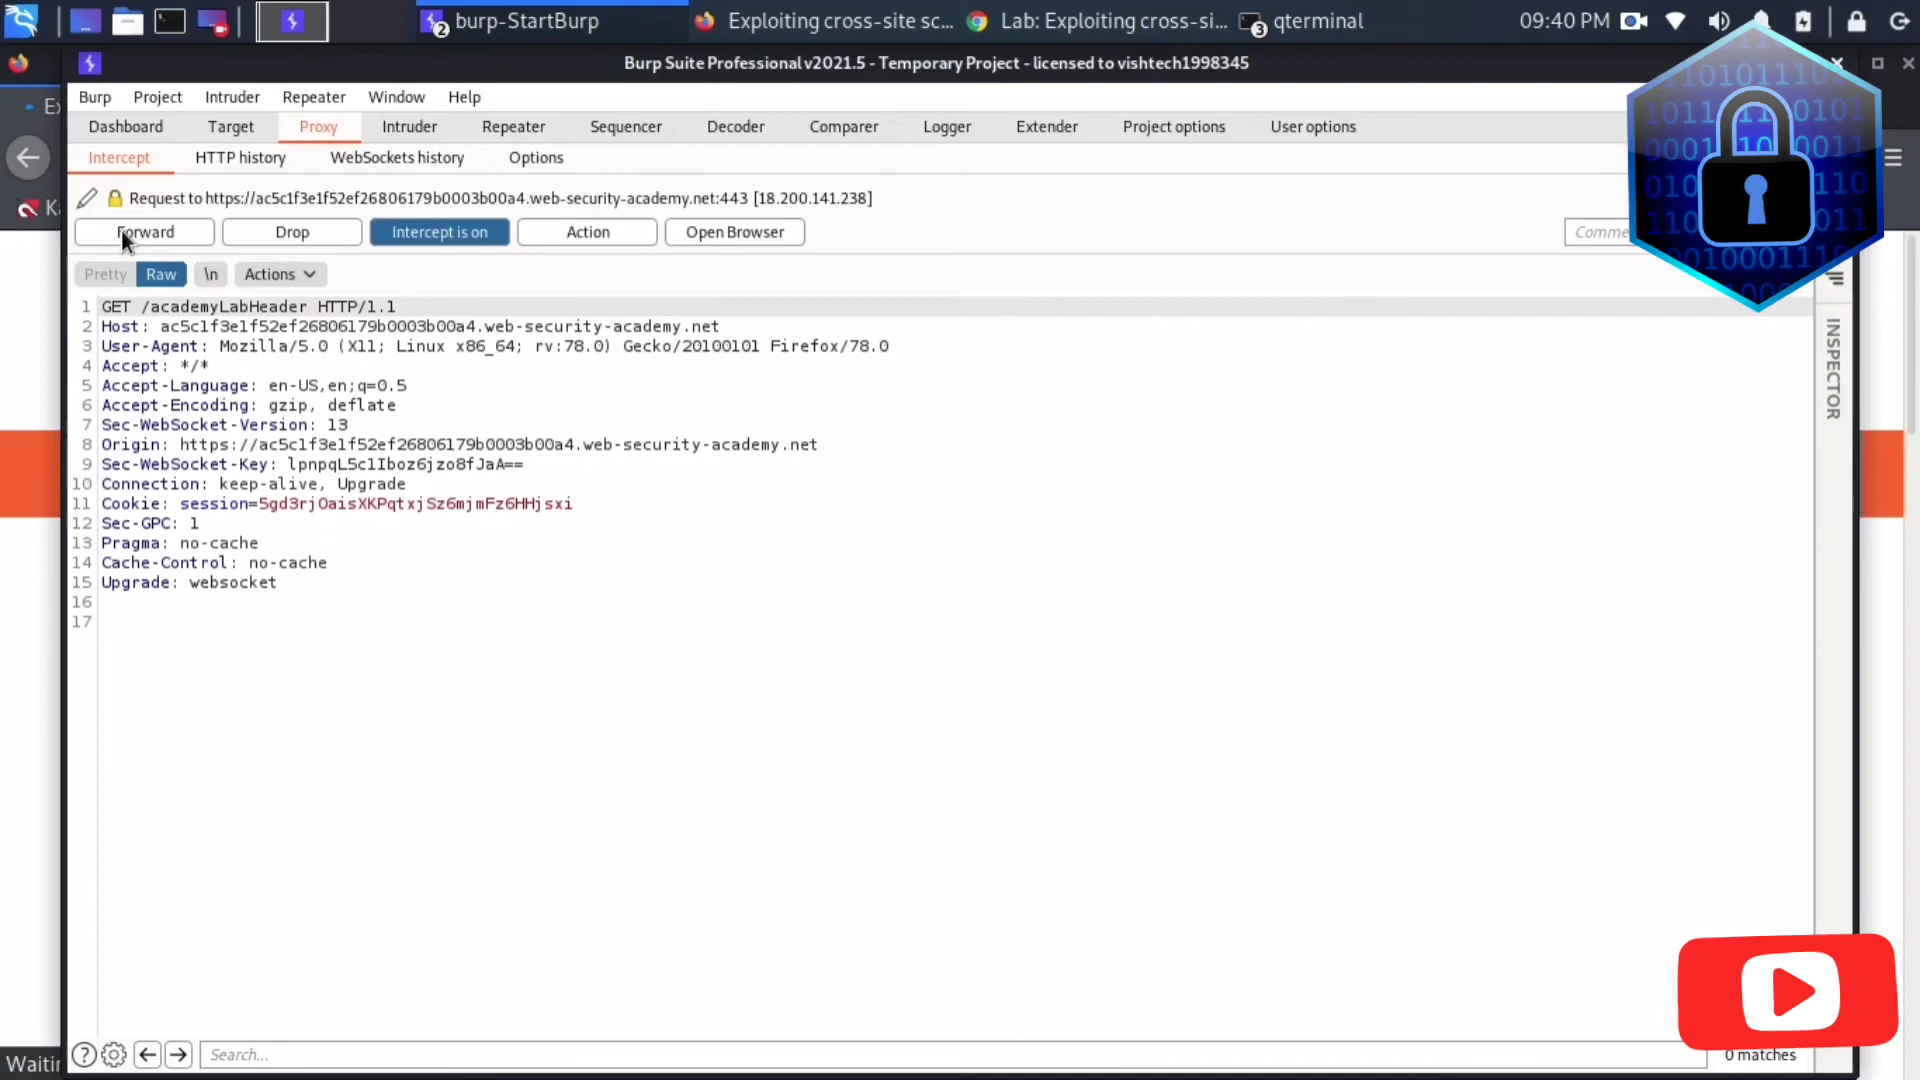 burp-StartBurp
2
Exploiting cross-site sc...
Lab: Exploiting cross-si...
3
qterminal
09:40 PM
Burp Suite Professional v2021.5 - Temporary Project - licensed to vishtech1998345
Burp Project Intruder Repeater Window Help
Dashboard Target Proxy Intruder Repeater Sequencer Decoder Comparer Logger Extender Project options User options
Intercept HTTP history WebSockets history Options
Request to https://ac5c1f3e1f52ef26806179b0003b00a4.web-security-academy.net:443 [18.200.141.238]
Forward Drop Intercept is on Action Open Browser
Pretty Raw \n Actions
1 GET /academyLabHeader HTTP/1.1
2 Host: ac5c1f3e1f52ef26806179b0003b00a4.web-security-academy.net
3 User-Agent: Mozilla/5.0 (X11; Linux x86_64; rv:78.0) Gecko/20100101 Firefox/78.0
4 Accept: */*
5 Accept-Language: en-US,en;q=0.5
6 Accept-Encoding: gzip, deflate
7 Sec-WebSocket-Version: 13
8 Origin: https://ac5c1f3e1f52ef26806179b0003b00a4.web-security-academy.net
9 Sec-WebSocket-Key: lpnpqL5clIboz6jzo8fJaA==
10 Connection: keep-alive, Upgrade
11 Cookie: session=5gd3rjOaisXKPqtxjSz6mjmFz6HHjsxi
12 Sec-GPC: 1
13 Pragma: no-cache
14 Cache-Control: no-cache
15 Upgrade: websocket
16
17
INSPECTOR
Search...
0 matches